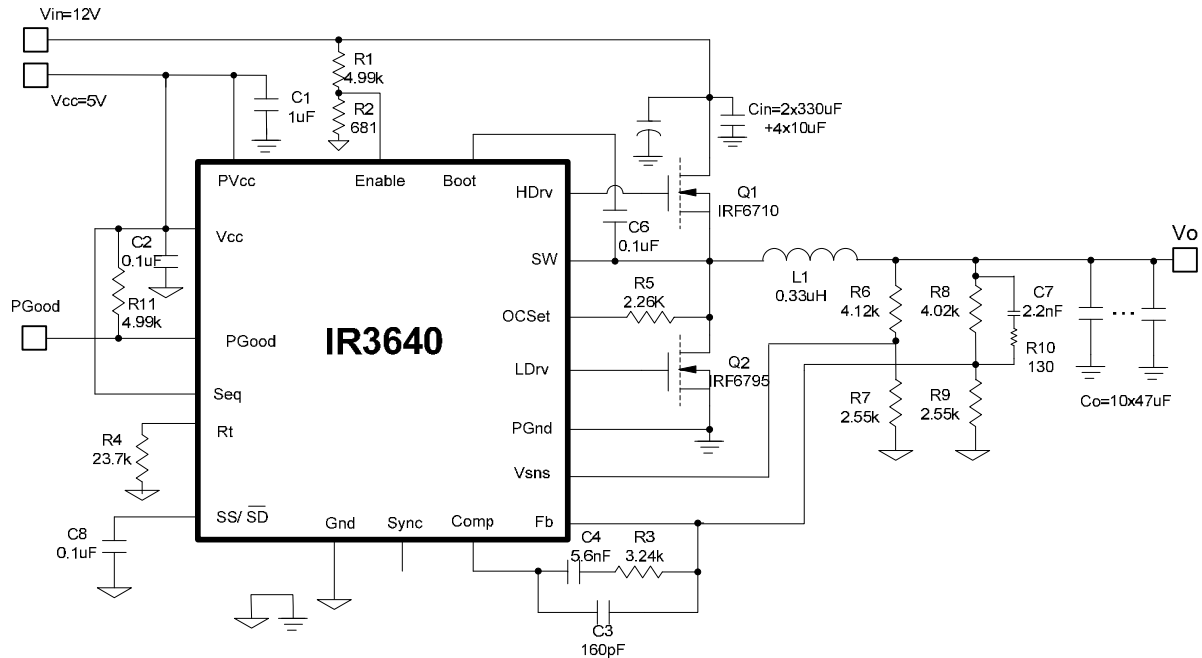 Vin=12V
Vcc=5V
R1
4.99k
R2
681
C1
1uF
Cin=2x330uF
+4x10uF
PVcc
Enable
Boot
HDrv
Q1
IRF6710
Vcc
C2
0.1uF
C6
0.1uF
SW
Vo
L1
0.33uH
R11
4.99k
PGood
PGood
IR3640
R5
2.26K
OCSet
R6
4.12k
R8
4.02k
C7
2.2nF
R10
130
LDrv
Q2
IRF6795
Seq
R7
2.55k
R9
2.55k
Co=10x47uF
Rt
R4
23.7k
PGnd
Vsns
SS/ SD
C8
0.1uF
Gnd
Sync
Comp
Fb
C4
5.6nF
R3
3.24k
C3
160pF